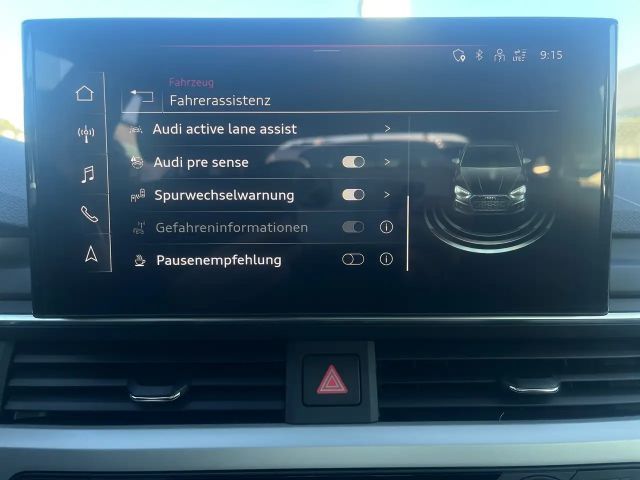 9:15
Fahrzeug
Fahrerassistenz
Audi active lane assist
Audi pre sense
Spurwechselwarnung
Gefahreninformationen
Pausenempfehlung